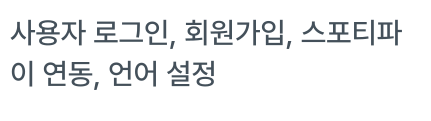 사용자 로그인, 회원가입, 스포티파
이 연동, 언어 설정